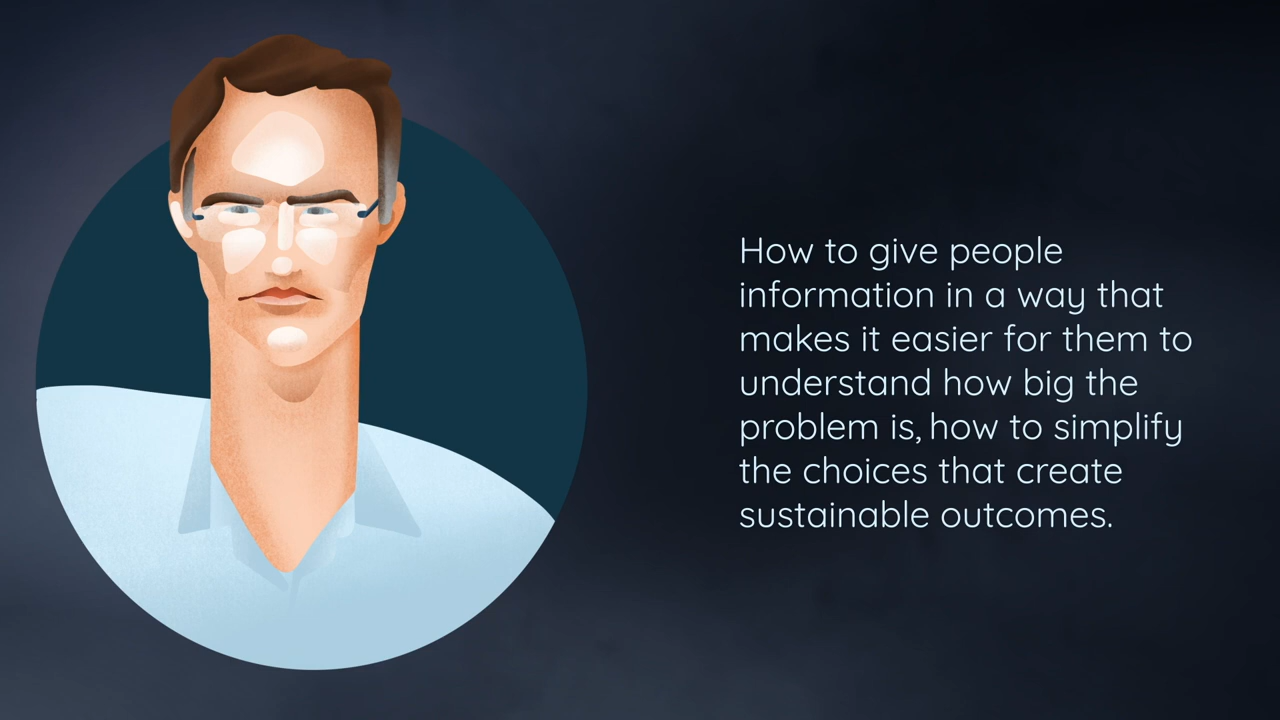 How to give people
information in a way that
makes it easier for them to
understand how big the
problem is, how to simplify
the choices that create
sustainable outcomes.